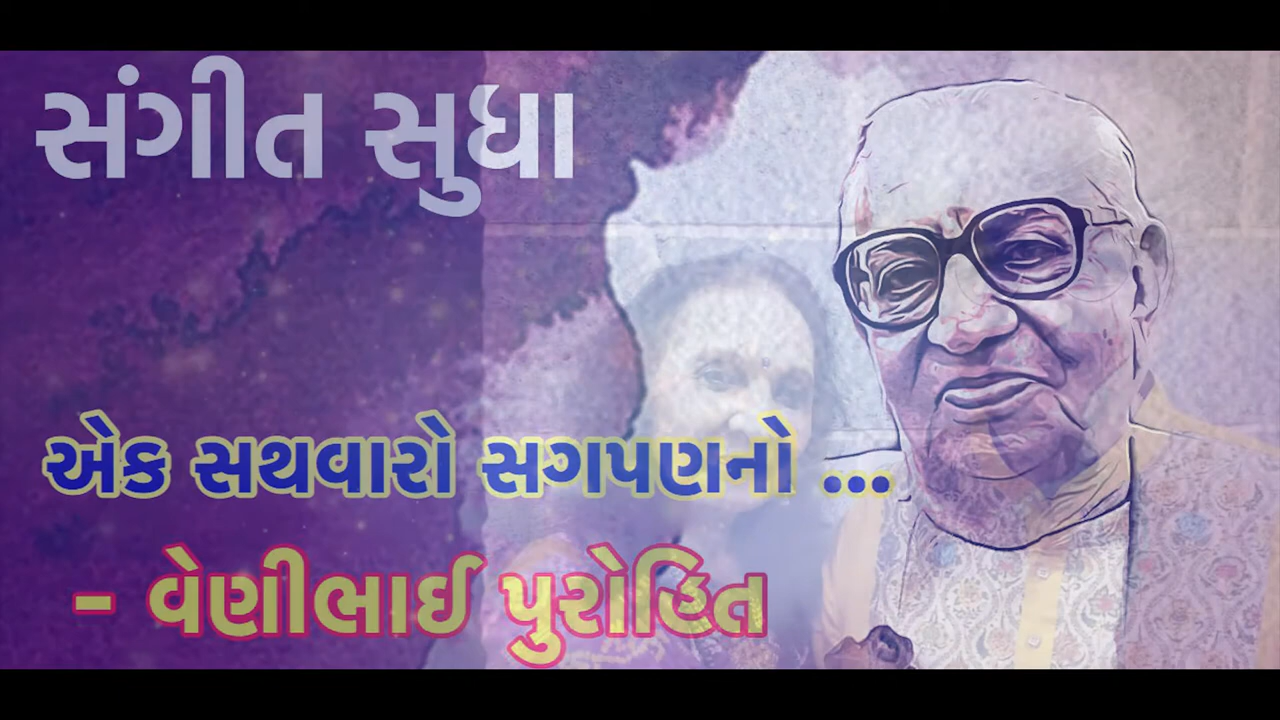 સંગીત સુધા
એક સથવારો સગપણનો ...
- વેણીભાઈ પુરોહિત